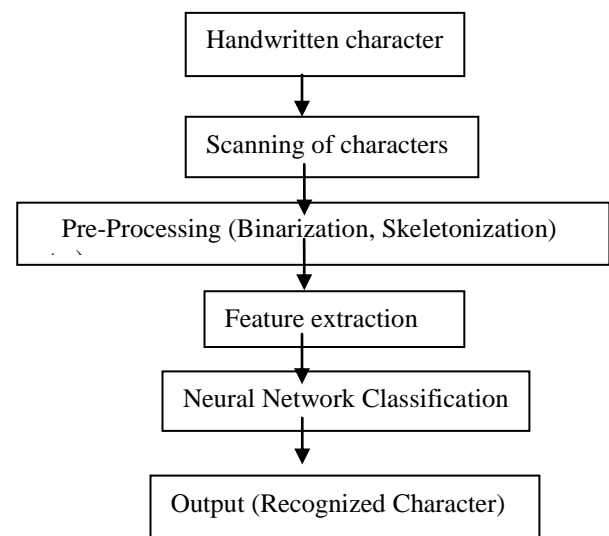 Handwritten character
Scanning of characters
Pre-Processing (Binarization, Skeletonization)
Feature extraction
Neural Network Classification
Output (Recognized Character)